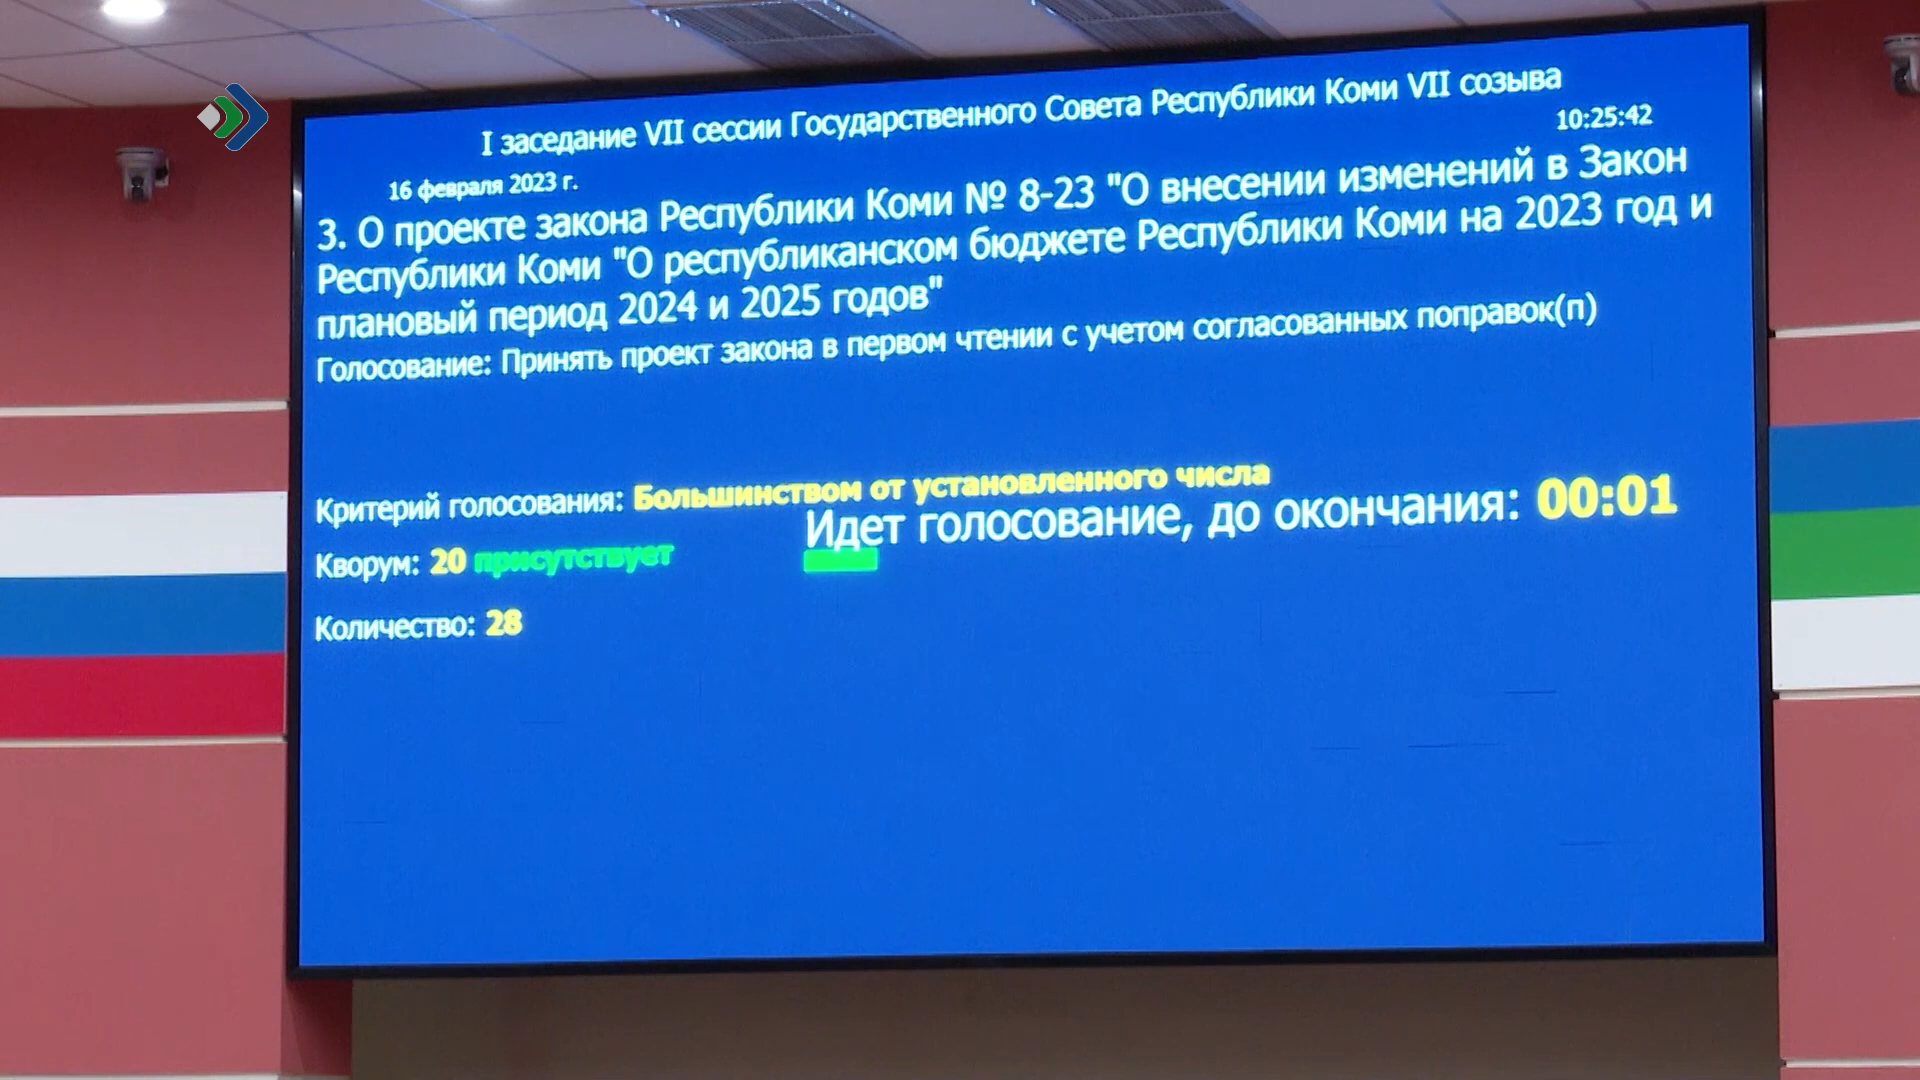 I заседание VII сессии Государственного Совета Республики Коми VII созыва
16 февраля 2023 г.
10:25:42
3. О проекте закона Республики Коми № 8-23 "О внесении изменений в Закон
Республики Коми "О республиканском бюджете Республики Коми на 2023 год и
плановый период 2024 и 2025 годов"
Голосование: Принять проект закона в первом чтении с учетом согласованных поправок(п)
Критерий голосования: Большинством от установленного числа
Идет голосование, до окончания: 00:01
Кворум: 20 присутствует
Количество: 28